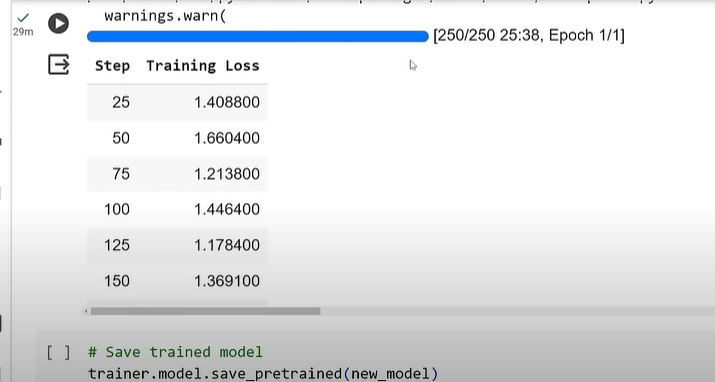 warnings.warn(
29m
[250/250 25:38, Epoch 1/1]
Step Training Loss
25 1.408800
50 1.660400
75 1.213800
100 1.446400
125 1.178400
150 1.369100
[ ] # Save trained model
trainer.model.save_pretrained(new_model)